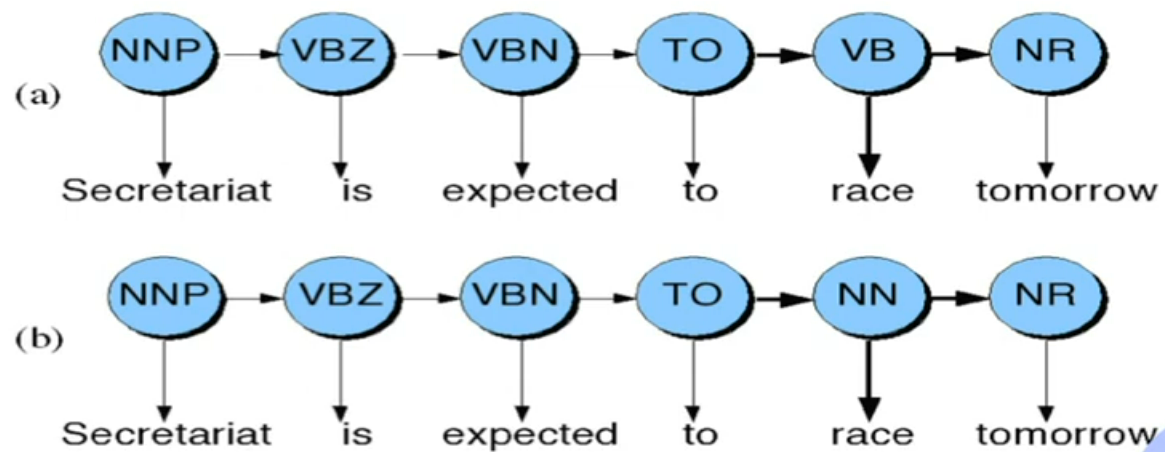 NNP VBZ VBN TO VB NR
(a)
Secretariat is expected to race tomorrow
NNP VBZ VBN TO NN NR
(b)
Secretariat is expected to race tomorrow